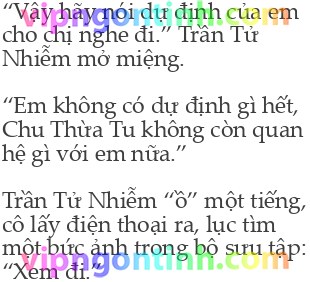 “Vậy hãy nói dự định của em
cho chị nghe đi.” Trần Tử
Nhiễm mở miệng.
“Em không có dự định gì hết,
Chu Thừa Tu không còn quan
hệ gì với em nữa.”
Trần Tử Nhiễm “ồ” một tiếng,
cô lấy điện thoại ra, lục tìm
một bức ảnh trong bộ sưu tập:
“Xem đi.”
vipngontinh.com
vipngontinh.com